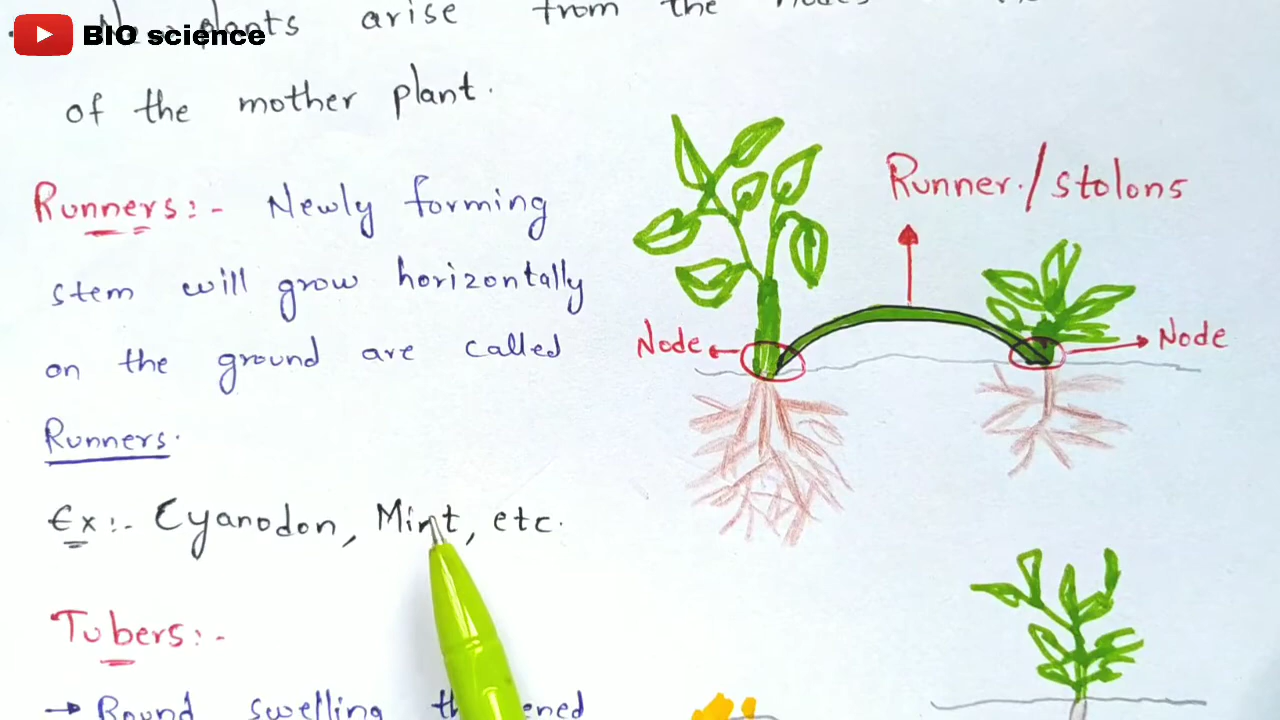 BIO science
plants arise from the
of the mother plant.
Runners:- Newly forming
stem will grow horizontally
on the ground are called
Runners.
Ex:- Cyanodon, Mint, etc.
Tubers:-
→ Round swelling
Runner./stolons
Node
Node